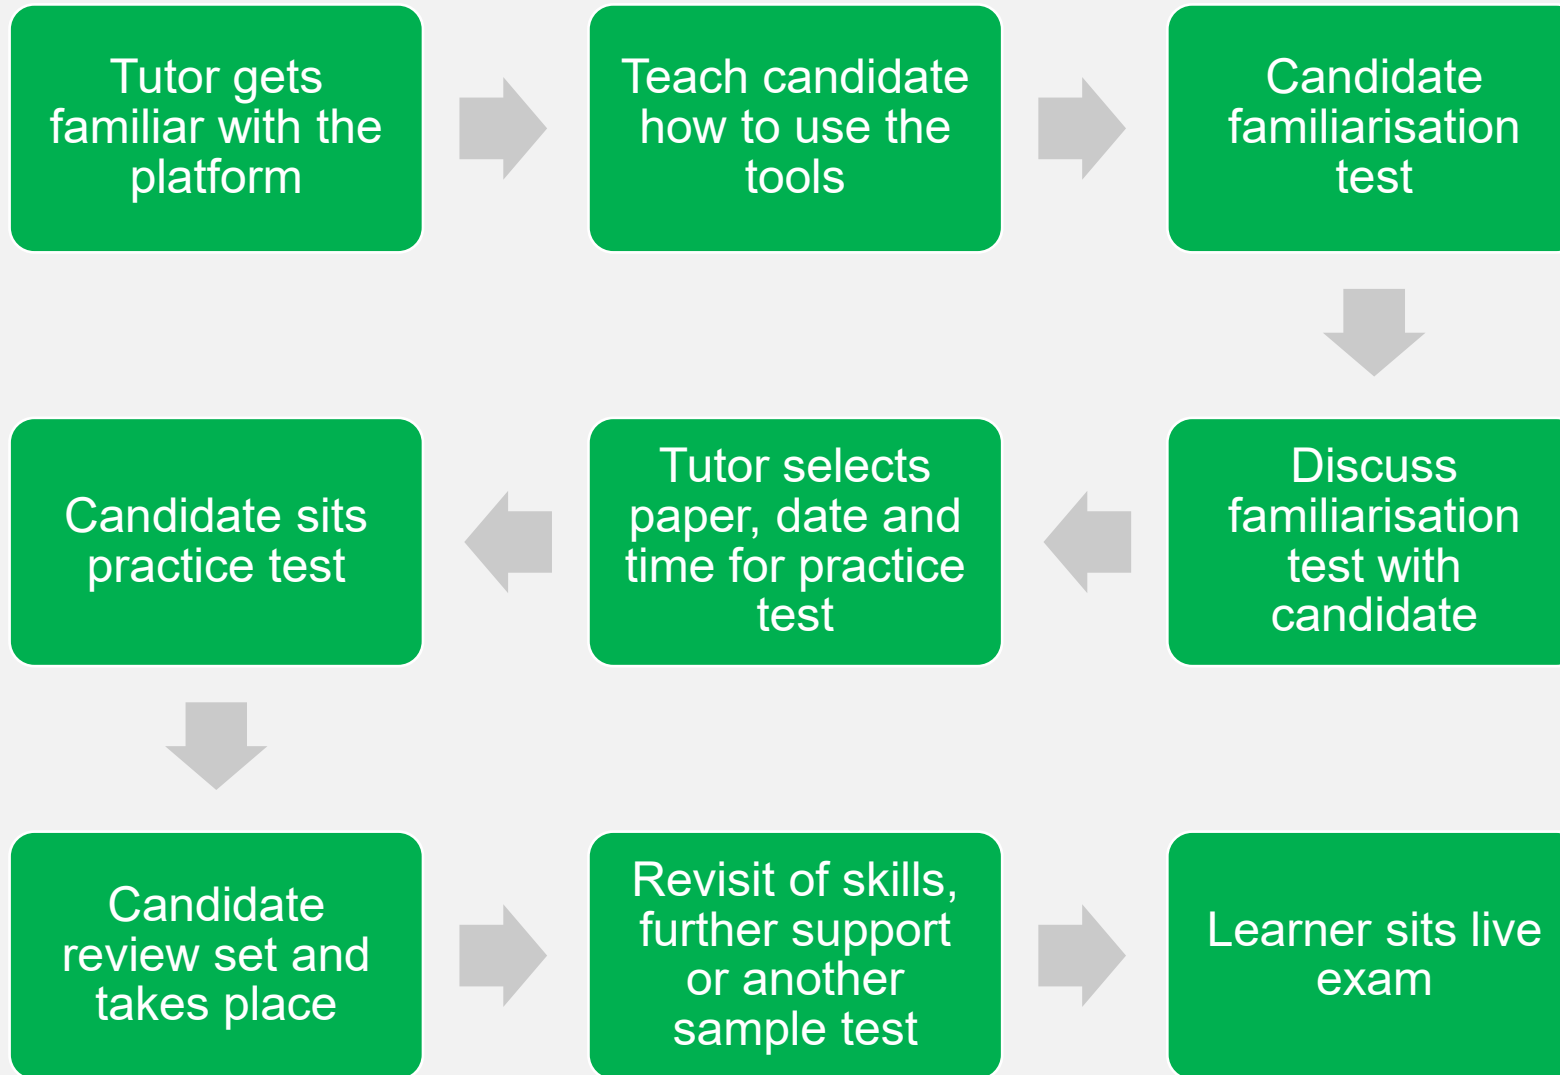 Tutor gets
familiar with the
platform
Teach candidate
how to use the
tools
Candidate
familiarisation
test
Discuss
familiarisation
test with
candidate
Tutor selects
paper, date and
time for practice
test
Candidate sits
practice test
Candidate
review set and
takes place
Revisit of skills,
further support
or another
sample test
Learner sits live
exam